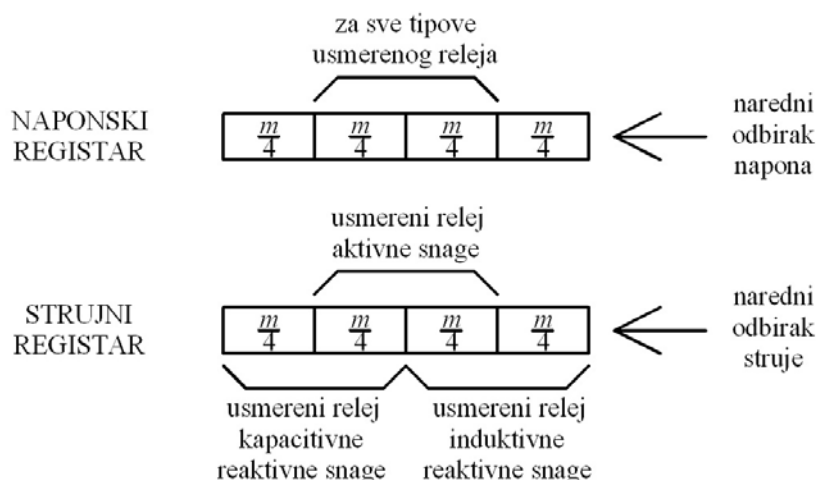 za sve tipove
usmerenog releja
NAPONSKI
REGISTAR
m/4 m/4 m/4 m/4
naredni
odbirak
napona
usmereni relej
aktivne snage
STRUJNI
REGISTAR
m/4 m/4 m/4 m/4
naredni
odbirak
struje
usmereni relej
kapacitivne
reaktivne snage
usmereni relej
induktivne
reaktivne snage